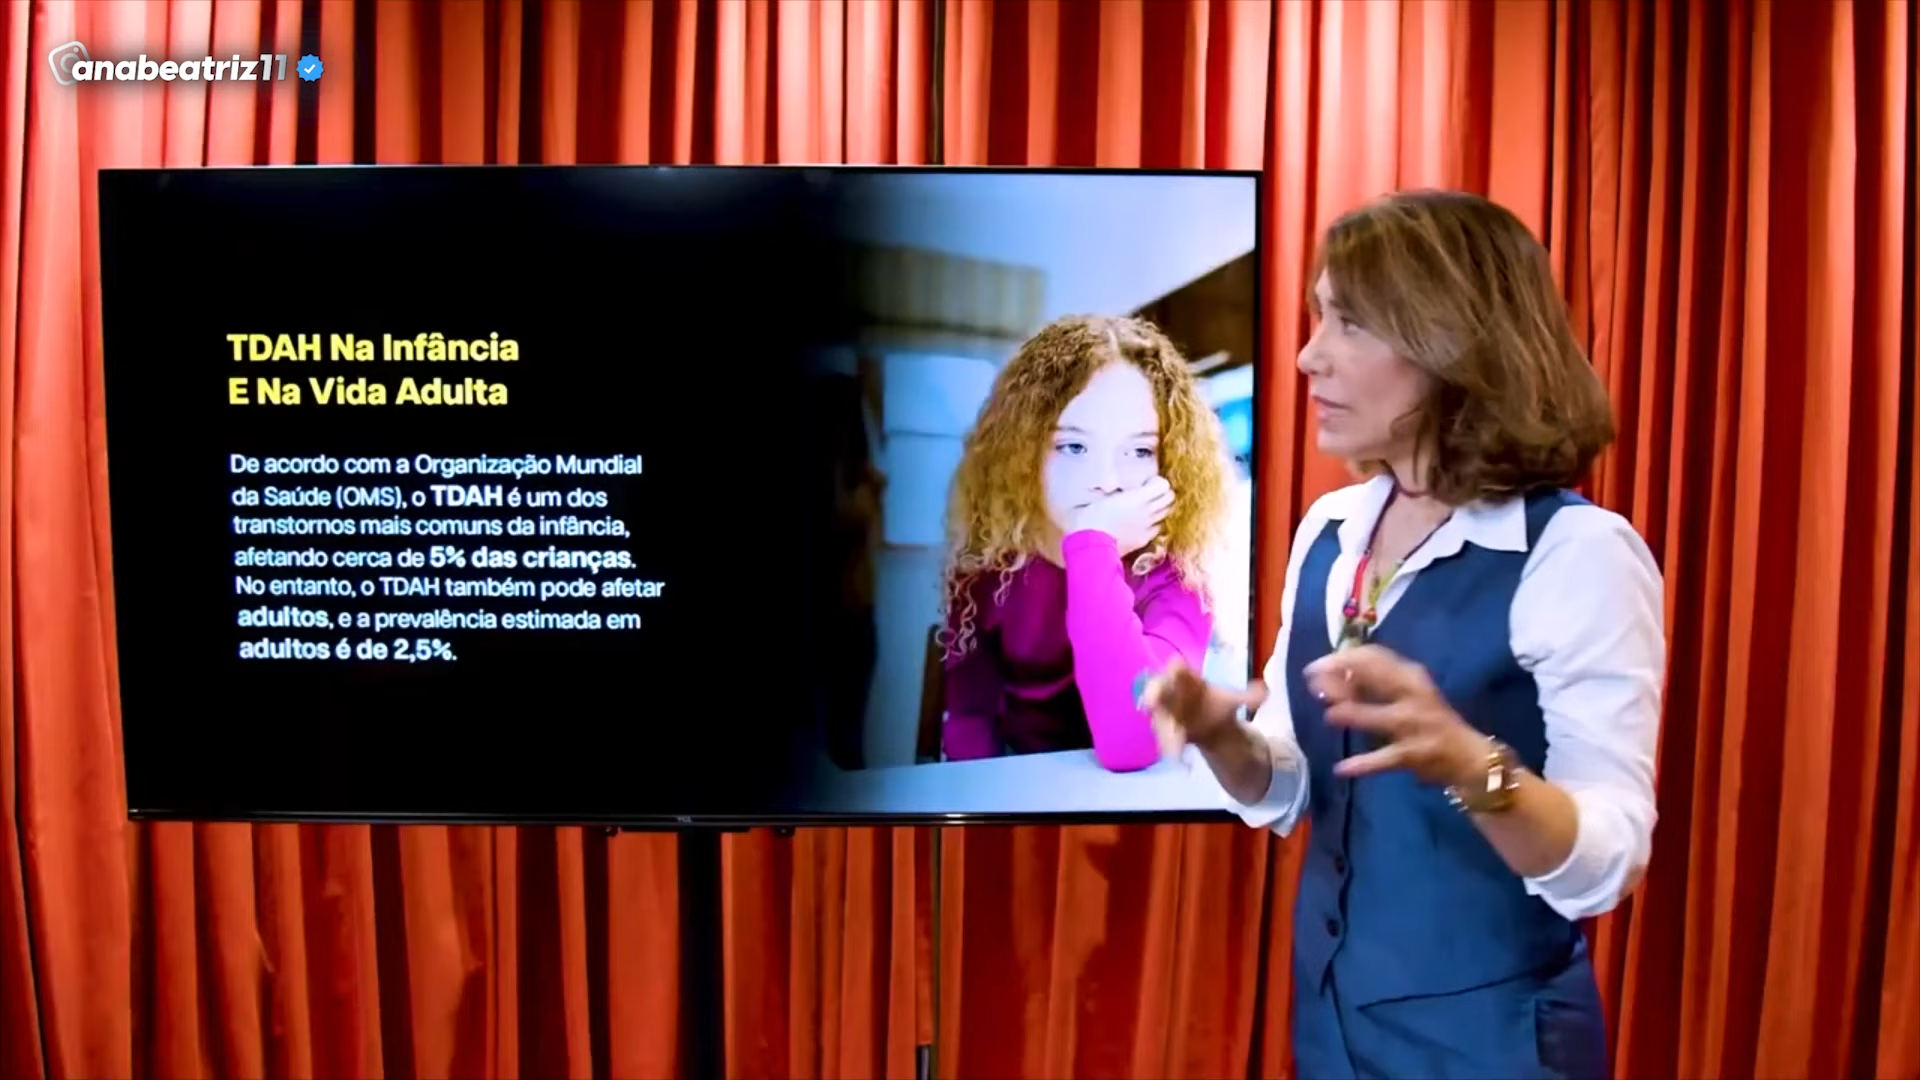 anabeatriz11
TDAH Na Infância
E Na Vida Adulta
De acordo com a Organização Mundial
da Saúde (OMS), o TDAH é um dos
transtornos mais comuns da infância,
afetando cerca de 5% das crianças.
No entanto, o TDAH também pode afetar
adultos, e a prevalência estimada em
adultos é de 2,5%.
TCL